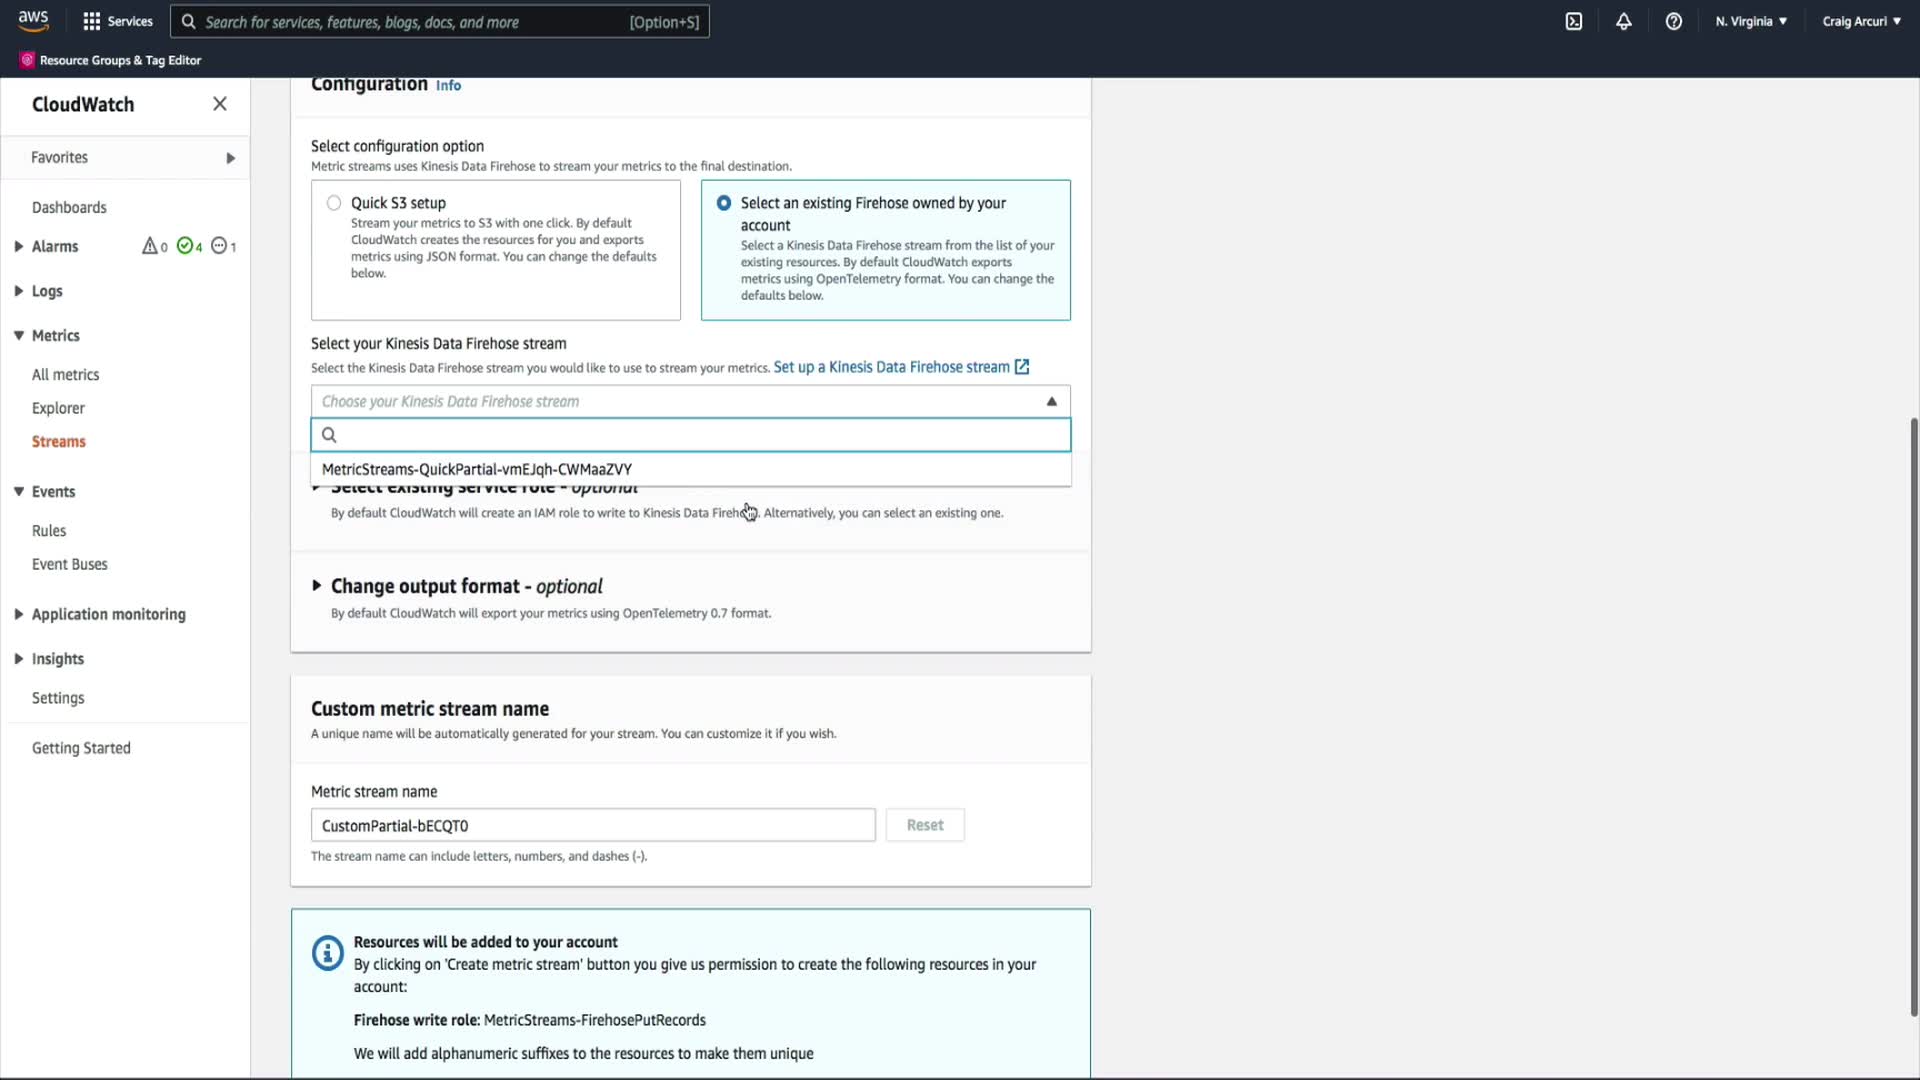 aws
Services
Search for services, features, blogs, docs, and more
[Option+S]
N. Virginia
Craig Arcuri
Resource Groups & Tag Editor
CloudWatch
Favorites
Dashboards
Alarms
0
4
1
Logs
Metrics
All metrics
Explorer
Streams
Events
Rules
Event Buses
Application monitoring
Insights
Settings
Getting Started
Configuration Info
Select configuration option
Metric streams uses Kinesis Data Firehose to stream your metrics to the final destination.
Quick S3 setup
Stream your metrics to S3 with one click. By default
CloudWatch creates the resources for you and exports
metrics using JSON format. You can change the defaults
below.
Select an existing Firehose owned by your
account
Select a Kinesis Data Firehose stream from the list of your
existing resources. By default CloudWatch exports
metrics using OpenTelemetry format. You can change the
defaults below.
Select your Kinesis Data Firehose stream
Select the Kinesis Data Firehose stream you would like to use to stream your metrics. Set up a Kinesis Data Firehose stream
Choose your Kinesis Data Firehose stream
MetricStreams-QuickPartial-vmEJqh-CWMaaZVY
Select existing service role - optional
By default CloudWatch will create an IAM role to write to Kinesis Data Firehose. Alternatively, you can select an existing one.
Change output format - optional
By default CloudWatch will export your metrics using OpenTelemetry 0.7 format.
Custom metric stream name
A unique name will be automatically generated for your stream. You can customize it if you wish.
Metric stream name
CustomPartial-bECQT0
Reset
The stream name can include letters, numbers, and dashes (-).
Resources will be added to your account
By clicking on 'Create metric stream' button you give us permission to create the following resources in your
account:
Firehose write role: MetricStreams-FirehosePutRecords
We will add alphanumeric suffixes to the resources to make them unique